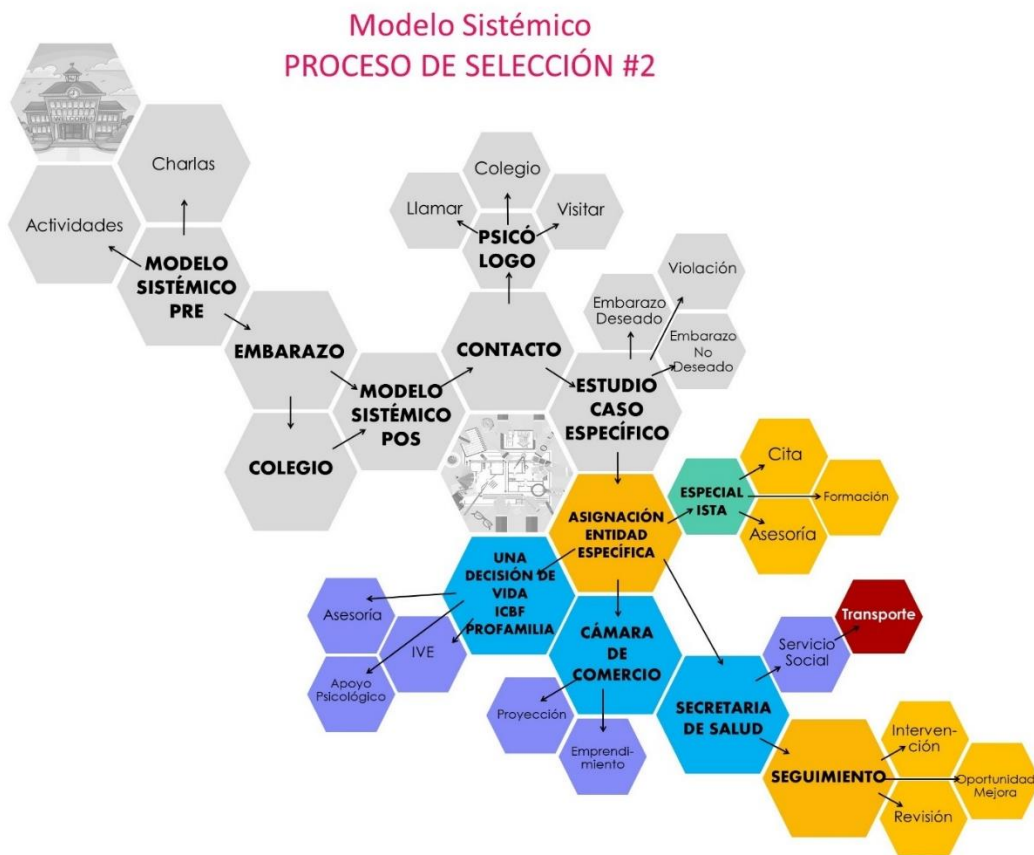 Modelo Sistémico
PROCESO DE SELECCIÓN #2
WELCOME
Charlas
Actividades
MODELO
SISTÉMICO
PRE
EMBARAZO
COLEGIO
MODELO
SISTÉMICO
POS
CONTACTO
PSICÓ
LOGO
Llamar
Colegio
Visitar
ESTUDIO
CASO
ESPECÍFICO
Embarazo
Deseado
Violación
Embarazo
No
Deseado
ASIGNACIÓN
ENTIDAD
ESPECÍFICA
ESPECIAL
ISTA
Cita
Formación
Asesoría
UNA
DECISIÓN DE
VIDA
ICBF
PROFAMILIA
Asesoría
IVE
Apoyo
Psicológico
CÁMARA
DE
COMERCIO
Proyección
Emprendi-
miento
SECRETARIA
DE SALUD
Servicio
Social
Transporte
SEGUIMIENTO
Interven-
ción
Oportunidad
Mejora
Revisión